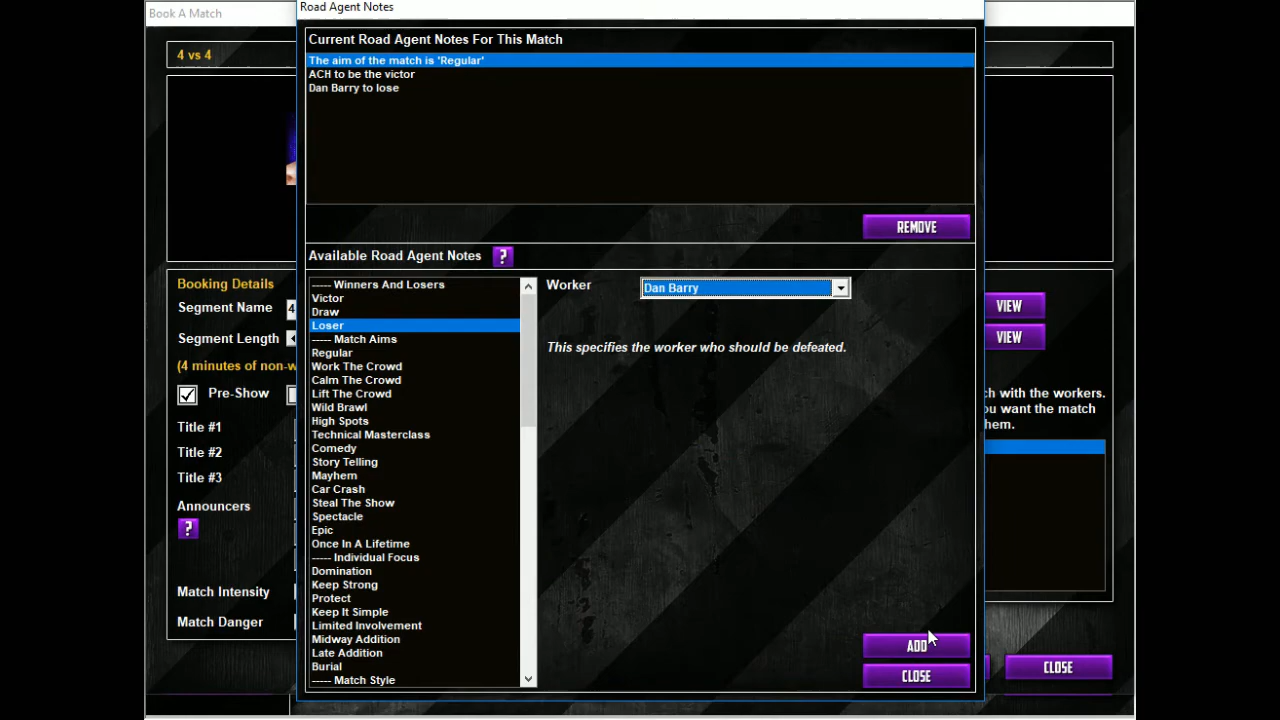 Book A Match
Road Agent Notes
Current Road Agent Notes For This Match
4 vs 4
The aim of the match is 'Regular'
ACH to be the victor
Dan Barry to lose
REMOVE
Available Road Agent Notes ?
----- Winners And Losers
Victor
Draw
Loser
----- Match Aims
Regular
Work The Crowd
Calm The Crowd
Lift The Crowd
Wild Brawl
High Spots
Technical Masterclass
Comedy
Story Telling
Mayhem
Car Crash
Steal The Show
Spectacle
Epic
Once In A Lifetime
----- Individual Focus
Domination
Keep Strong
Protect
Keep It Simple
Limited Involvement
Midway Addition
Late Addition
Burial
----- Match Style
Worker Dan Barry
This specifies the worker who should be defeated.
ADD
CLOSE
Booking Details
Segment Name 4
Segment Length
(4 minutes of non-w
Pre-Show
Title #1
Title #2
Title #3
Announcers
?
Match Intensity
Match Danger
VIEW
VIEW
ch with the workers.
ou want the match
hem.
CLOSE